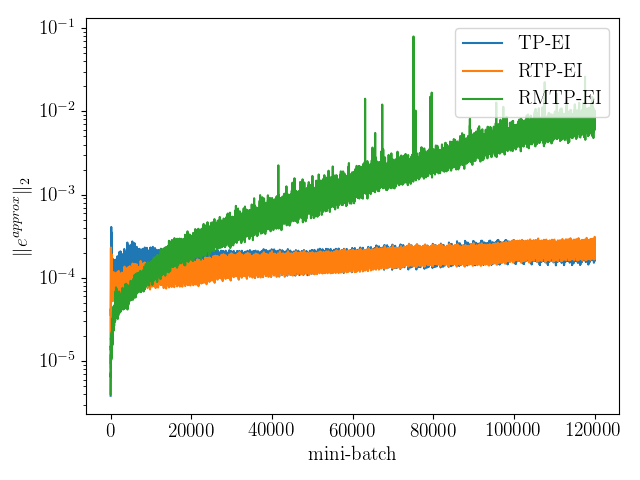 TP-EI
RTP-EI
RMTP-EI
||e^{approx}||_2
10^{-1}
10^{-2}
10^{-3}
10^{-4}
10^{-5}
0 20000 40000 60000 80000 100000 120000
mini-batch